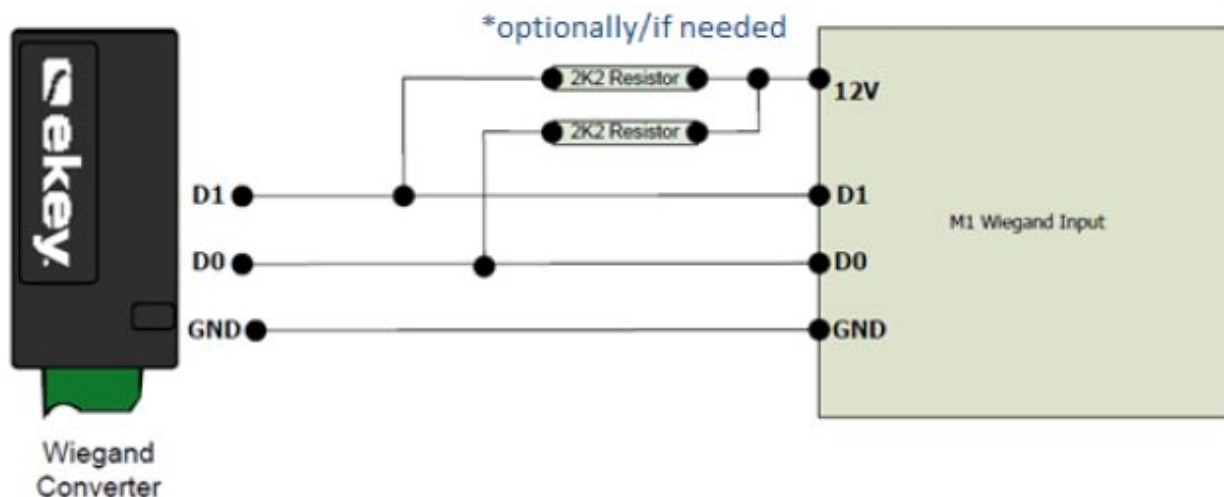 *optionally/if needed
ekey
2K2 Resistor
12V
2K2 Resistor
D1
D1
M1 Wiegand Input
D0
D0
GND
GND
Wiegand
Converter